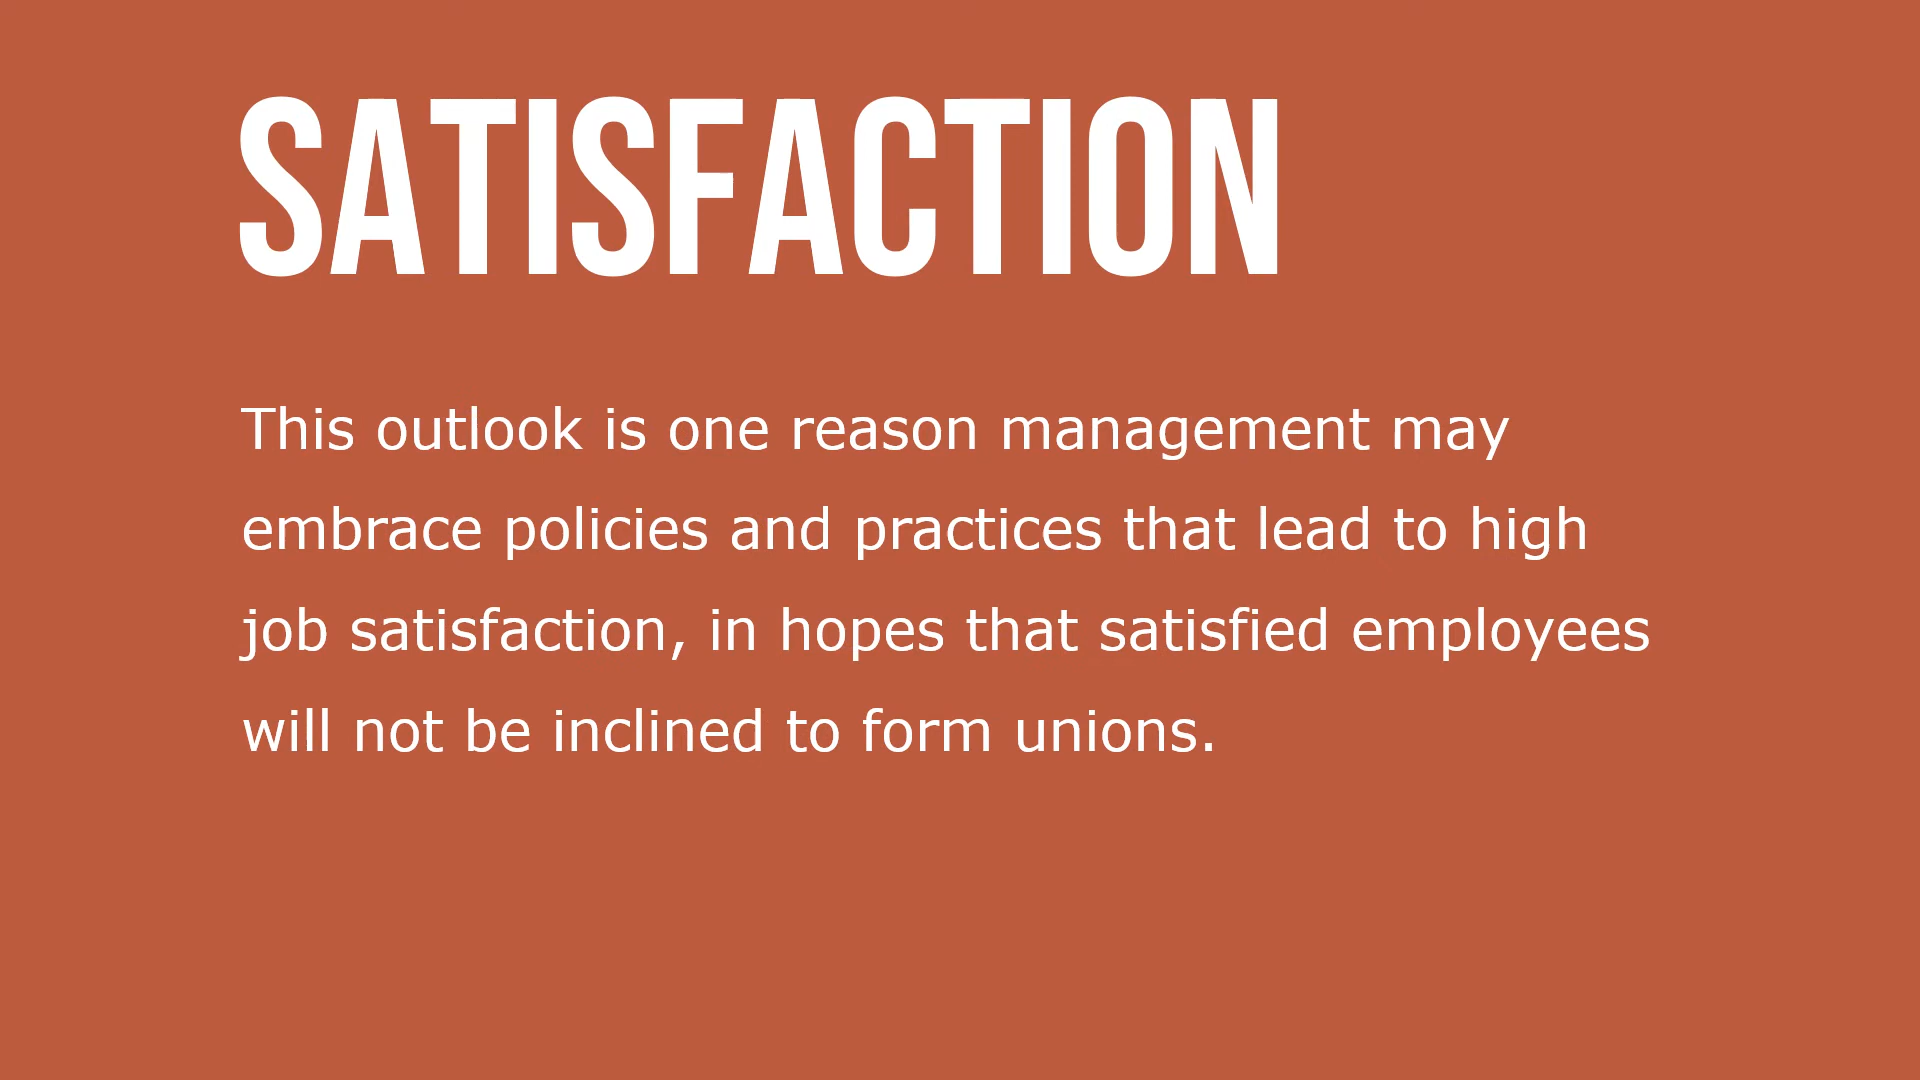 SATISFACTION
This outlook is one reason management may
embrace policies and practices that lead to high
job satisfaction, in hopes that satisfied employees
will not be inclined to form unions.